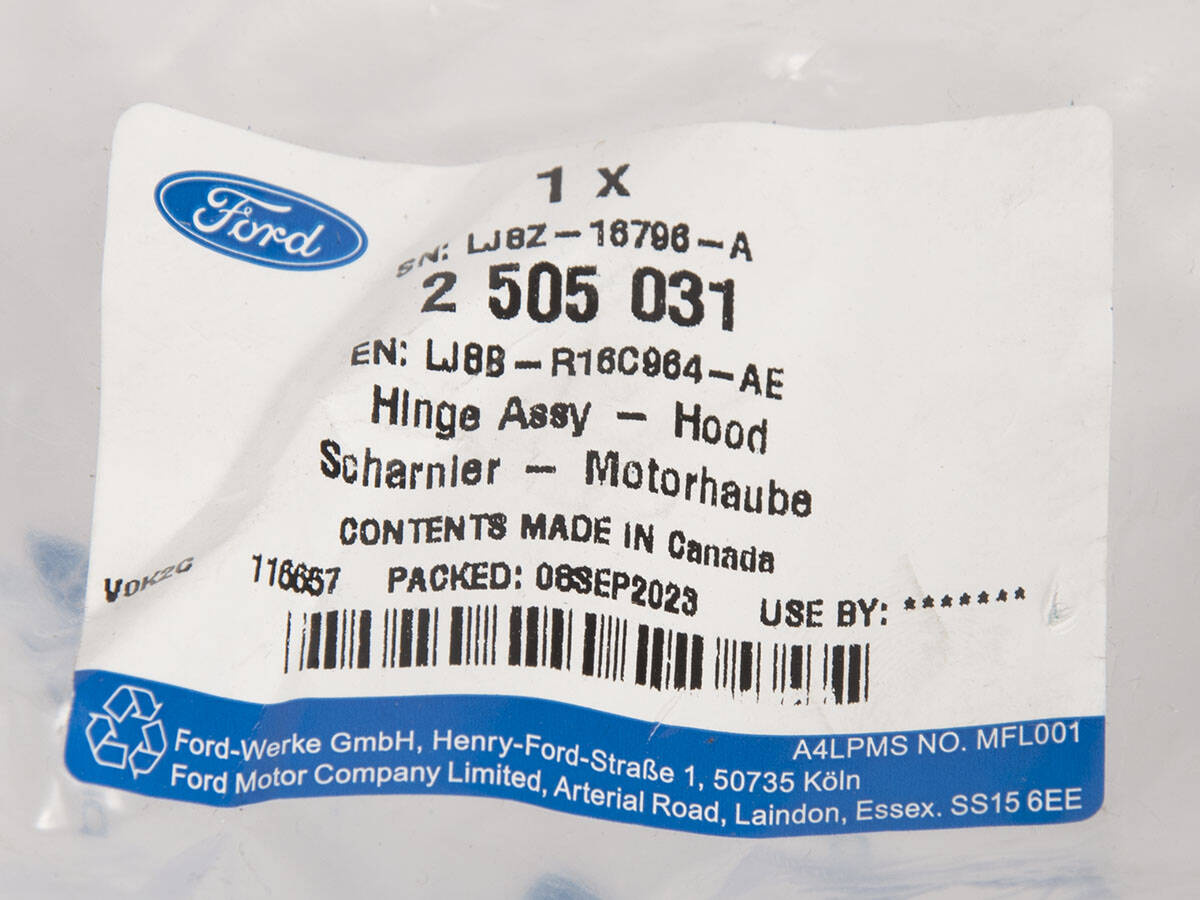 Ford
1 X
SN: LJ8Z-16796-A
2 505 031
EN: LJ8B-R16C964-AE
Hinge Assy - Hood
Scharnier - Motorhaube
CONTENTS MADE IN Canada
VDK2G 116657 PACKED: 06SEP2023 USE BY: *******
A4LPMS NO. MFL001
Ford-Werke GmbH, Henry-Ford-Straße 1, 50735 Köln
Ford Motor Company Limited, Arterial Road, Laindon, Essex. SS15 6EE